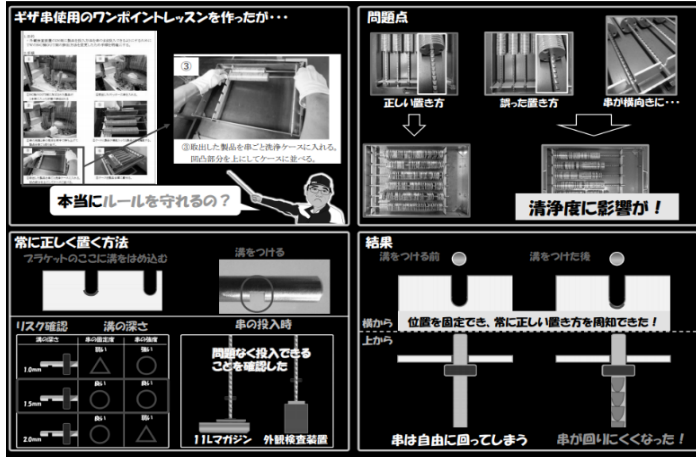 ギザ串使用のワンポイントレッスンを作ったが・・・
①
③
③取出した製品を串ごと洗浄ケースに入れる。
凹凸部分を上にしてケースに並べる。
本当にルールを守れるの？
問題点
正しい置き方
誤った置き方
串が横向きに・・・
清浄度に影響が！
常に正しく置く方法
ブラケットのここに溝をはめ込む
溝をつける
リスク確認
溝の深さ
溝の深さ
串の固定度
串の強度
1.0mm
弱い
強い
1.5mm
良い
良い
2.0mm
良い
弱い
串の投入時
問題なく投入できる
ことを確認した
11Lマガジン
外観検査装置
結果
溝をつける前
溝をつけた後
横から
位置を固定でき、常に正しい置き方を周知できた！
上から
串は自由に回ってしまう
串が回りにくくなった！